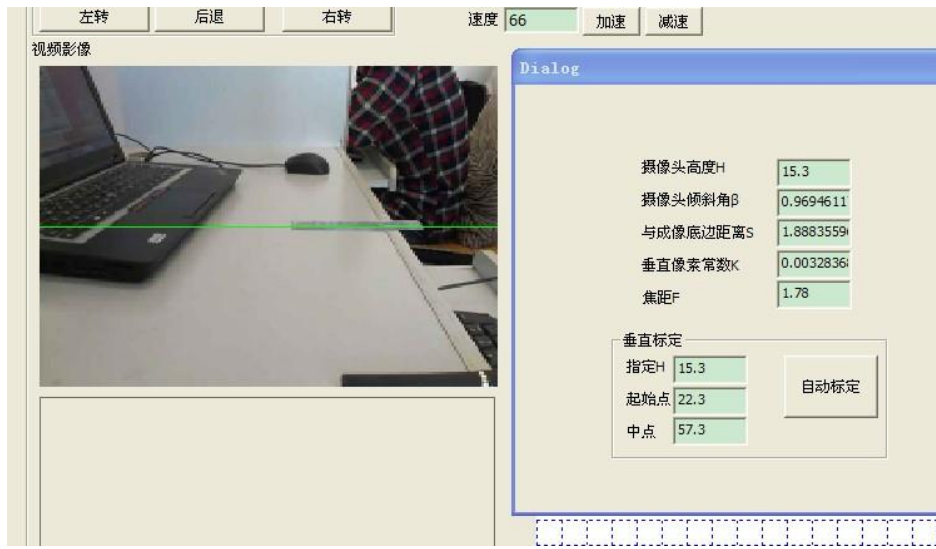 左转 后退 右转 速度 66 加速 减速
视频影像
Dialog
摄像头高度H 15.3
摄像头倾斜角β 0.9694611
与成像底边距离S 1.8883559
垂直像素常数K 0.0032836
焦距F 1.78
垂直标定
指定H 15.3
起始点 22.3
中点 57.3
自动标定